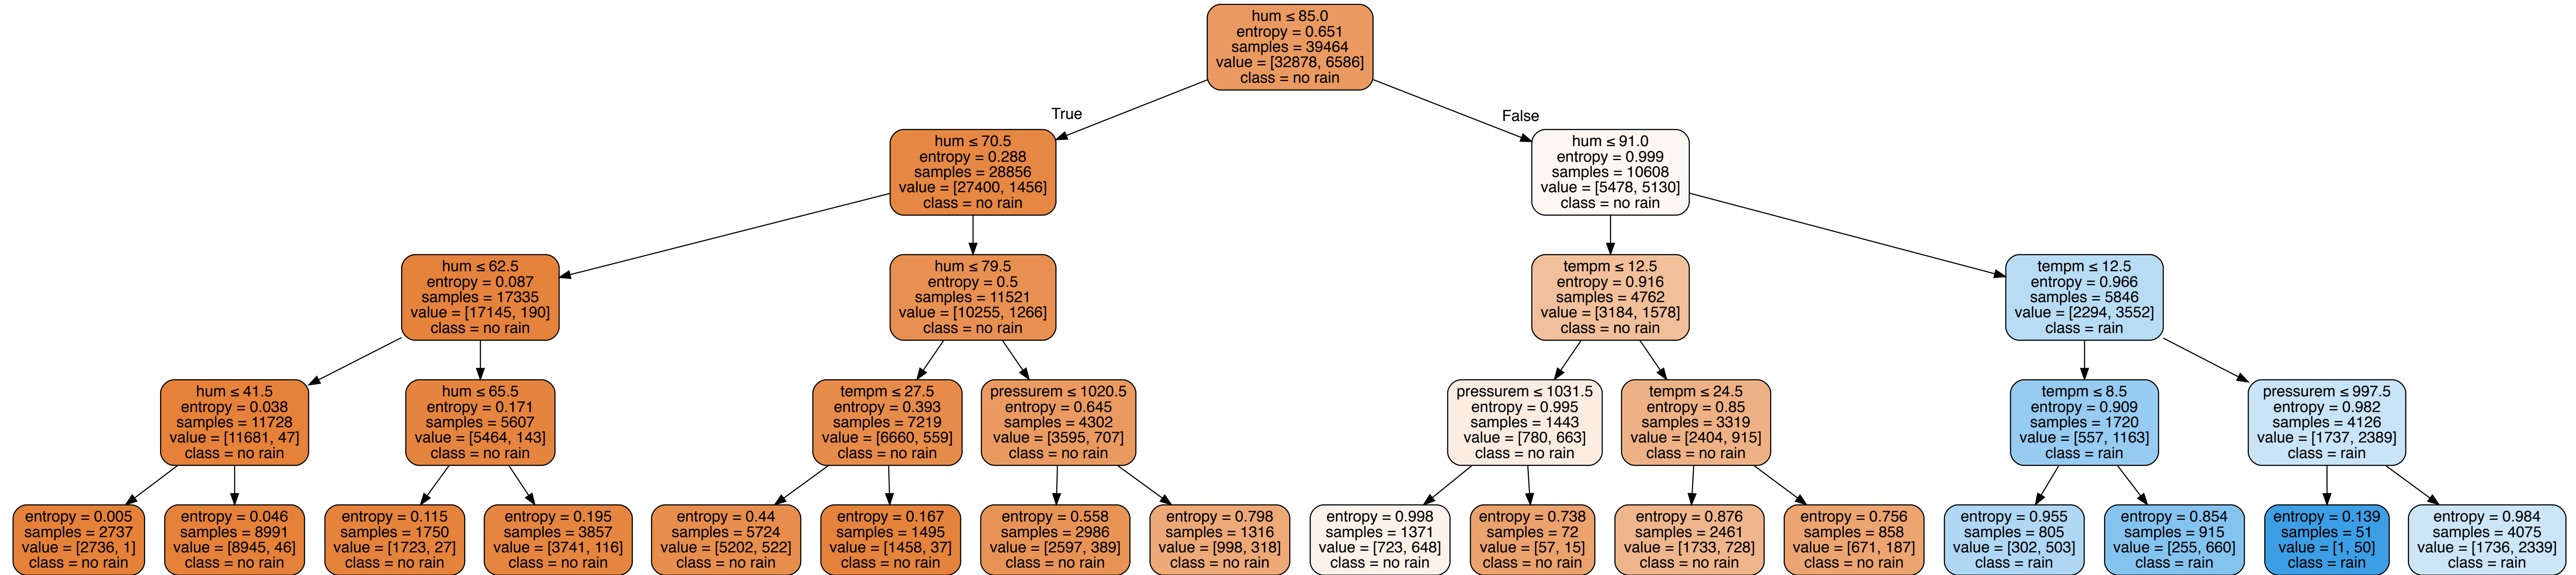 hum ≤ 85.0
entropy = 0.651
samples = 39464
value = [32878, 6586]
class = no rain
True
False
hum ≤ 70.5
entropy = 0.288
samples = 28856
value = [27400, 1456]
class = no rain
hum ≤ 91.0
entropy = 0.999
samples = 10608
value = [5478, 5130]
class = no rain
hum ≤ 62.5
entropy = 0.087
samples = 17335
value = [17145, 190]
class = no rain
hum ≤ 79.5
entropy = 0.5
samples = 11521
value = [10255, 1266]
class = no rain
tempm ≤ 12.5
entropy = 0.916
samples = 4762
value = [3184, 1578]
class = no rain
tempm ≤ 12.5
entropy = 0.966
samples = 5846
value = [2294, 3552]
class = rain
hum ≤ 41.5
entropy = 0.038
samples = 11728
value = [11681, 47]
class = no rain
hum ≤ 65.5
entropy = 0.171
samples = 5607
value = [5464, 143]
class = no rain
tempm ≤ 27.5
entropy = 0.393
samples = 7219
value = [6660, 559]
class = no rain
pressurem ≤ 1020.5
entropy = 0.645
samples = 4302
value = [3595, 707]
class = no rain
pressurem ≤ 1031.5
entropy = 0.995
samples = 1443
value = [780, 663]
class = no rain
tempm ≤ 24.5
entropy = 0.85
samples = 3319
value = [2404, 915]
class = no rain
tempm ≤ 8.5
entropy = 0.909
samples = 1720
value = [557, 1163]
class = rain
pressurem ≤ 997.5
entropy = 0.982
samples = 4126
value = [1737, 2389]
class = rain
entropy = 0.005
samples = 2737
value = [2736, 1]
class = no rain
entropy = 0.046
samples = 8991
value = [8945, 46]
class = no rain
entropy = 0.115
samples = 1750
value = [1723, 27]
class = no rain
entropy = 0.195
samples = 3857
value = [3741, 116]
class = no rain
entropy = 0.44
samples = 5724
value = [5202, 522]
class = no rain
entropy = 0.167
samples = 1495
value = [1458, 37]
class = no rain
entropy = 0.558
samples = 2986
value = [2597, 389]
class = no rain
entropy = 0.798
samples = 1316
value = [998, 318]
class = no rain
entropy = 0.998
samples = 1371
value = [723, 648]
class = no rain
entropy = 0.738
samples = 72
value = [57, 15]
class = no rain
entropy = 0.876
samples = 2461
value = [1733, 728]
class = no rain
entropy = 0.756
samples = 858
value = [671, 187]
class = no rain
entropy = 0.955
samples = 805
value = [302, 503]
class = rain
entropy = 0.854
samples = 915
value = [255, 660]
class = rain
entropy = 0.139
samples = 51
value = [1, 50]
class = rain
entropy = 0.984
samples = 4075
value = [1736, 2339]
class = rain